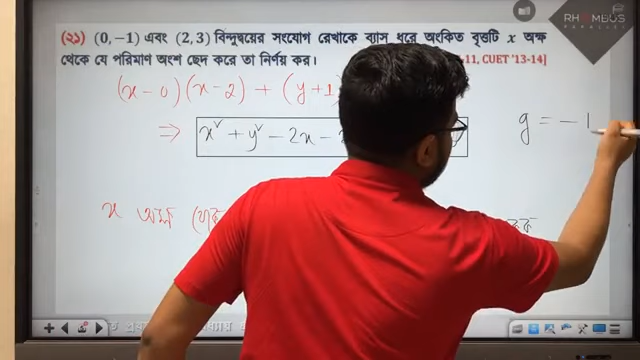 RHOMBUS
PARALLEL
(২১) (0, −1) এবং (2, 3) বিন্দুদ্বয়ের সংযোগ রেখাকে ব্যাস ধরে অংকিত বৃত্তটি x অক্ষ
থেকে যে পরিমাণ অংশ ছেদ করে তা নির্ণয় কর। -11, CUET '13-14]
(x − 0)(x − 2) + (y + 1)
⇒ x² + y² − 2x −
g = −1
x অক্ষ